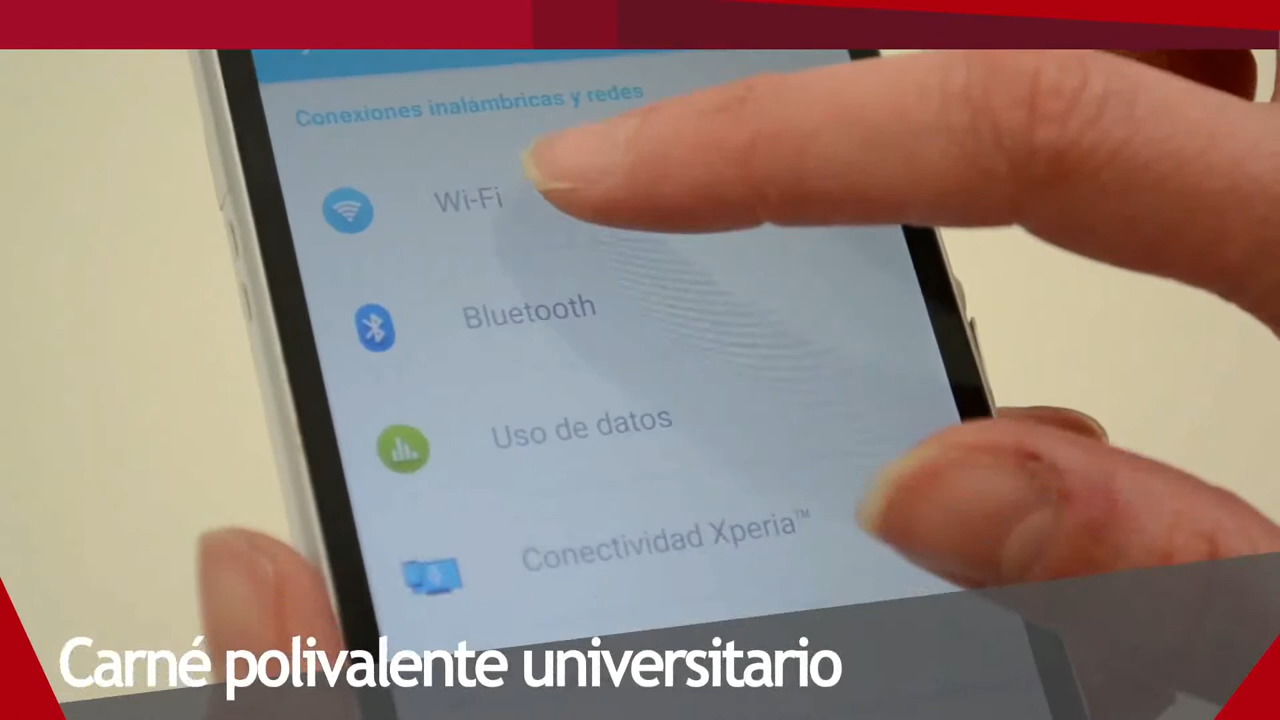 Conexiones inalámbricas y redes
Wi-Fi
Bluetooth
Uso de datos
Conectividad Xperia™
Carné polivalente universitario